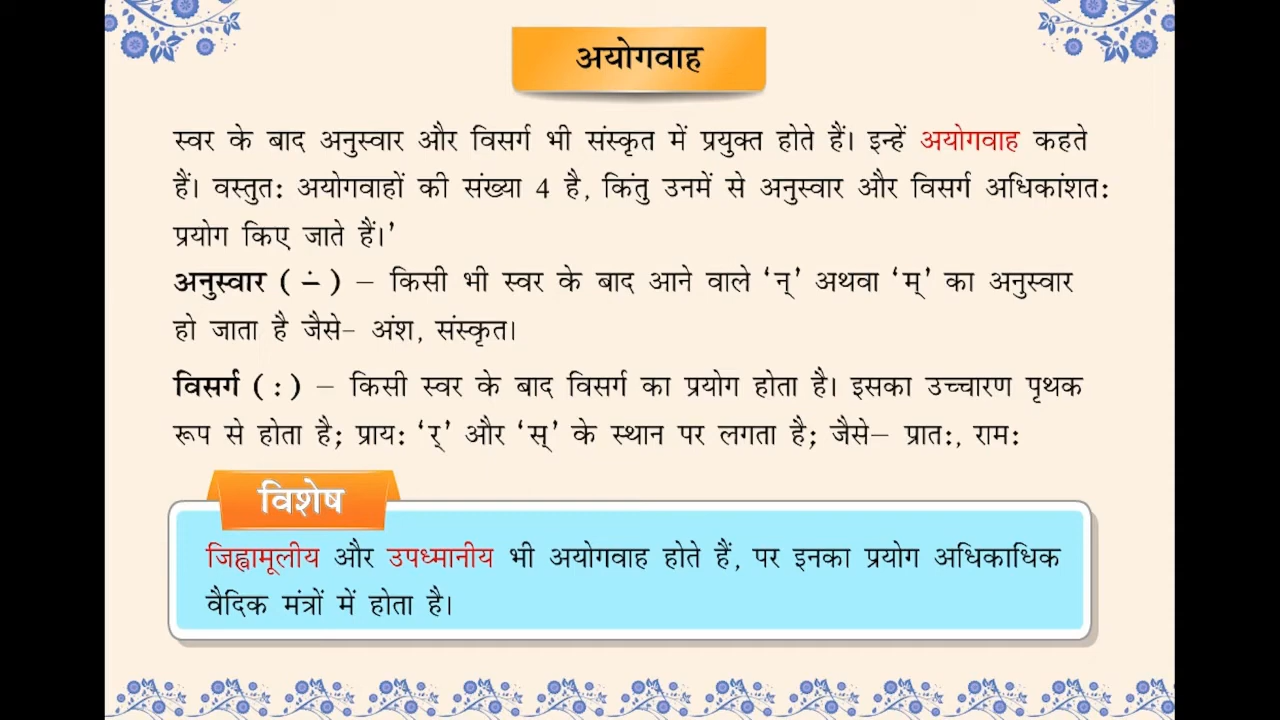 अयोगवाह
स्वर के बाद अनुस्वार और विसर्ग भी संस्कृत में प्रयुक्त होते हैं। इन्हें अयोगवाह कहते
हैं। वस्तुत: अयोगवाहों की संख्या 4 है, किंतु उनमें से अनुस्वार और विसर्ग अधिकांशत:
प्रयोग किए जाते हैं।’
अनुस्वार ( –ं ) – किसी भी स्वर के बाद आने वाले ‘न्’ अथवा ‘म्’ का अनुस्वार
हो जाता है जैसे– अंश, संस्कृत।
विसर्ग ( : ) – किसी स्वर के बाद विसर्ग का प्रयोग होता है। इसका उच्चारण पृथक
रूप से होता है; प्राय: ‘र्’ और ‘स्’ के स्थान पर लगता है; जैसे– प्रात:, राम:
विशेष
जिह्वामूलीय और उपध्मानीय भी अयोगवाह होते हैं, पर इनका प्रयोग अधिकाधिक
वैदिक मंत्रों में होता है।